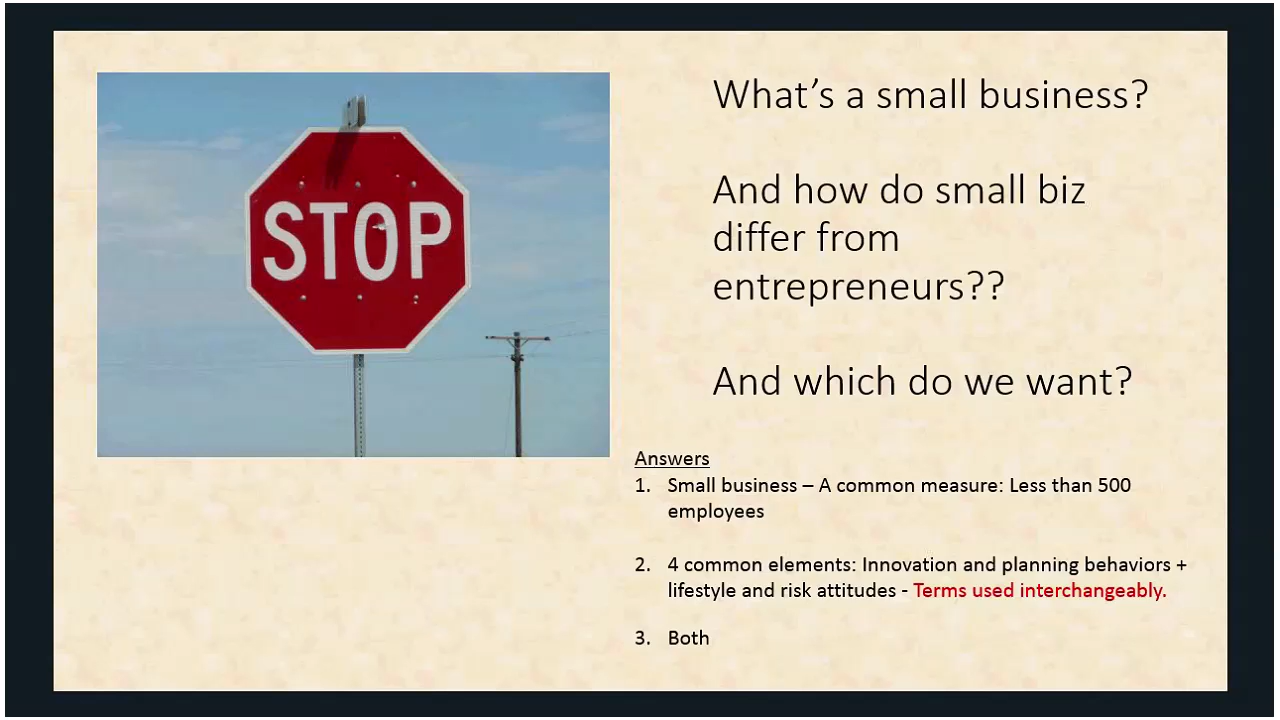 STOP
What's a small business?
And how do small biz
differ from
entrepreneurs??
And which do we want?
Answers
1. Small business – A common measure: Less than 500
employees
2. 4 common elements: Innovation and planning behaviors +
lifestyle and risk attitudes - Terms used interchangeably.
3. Both